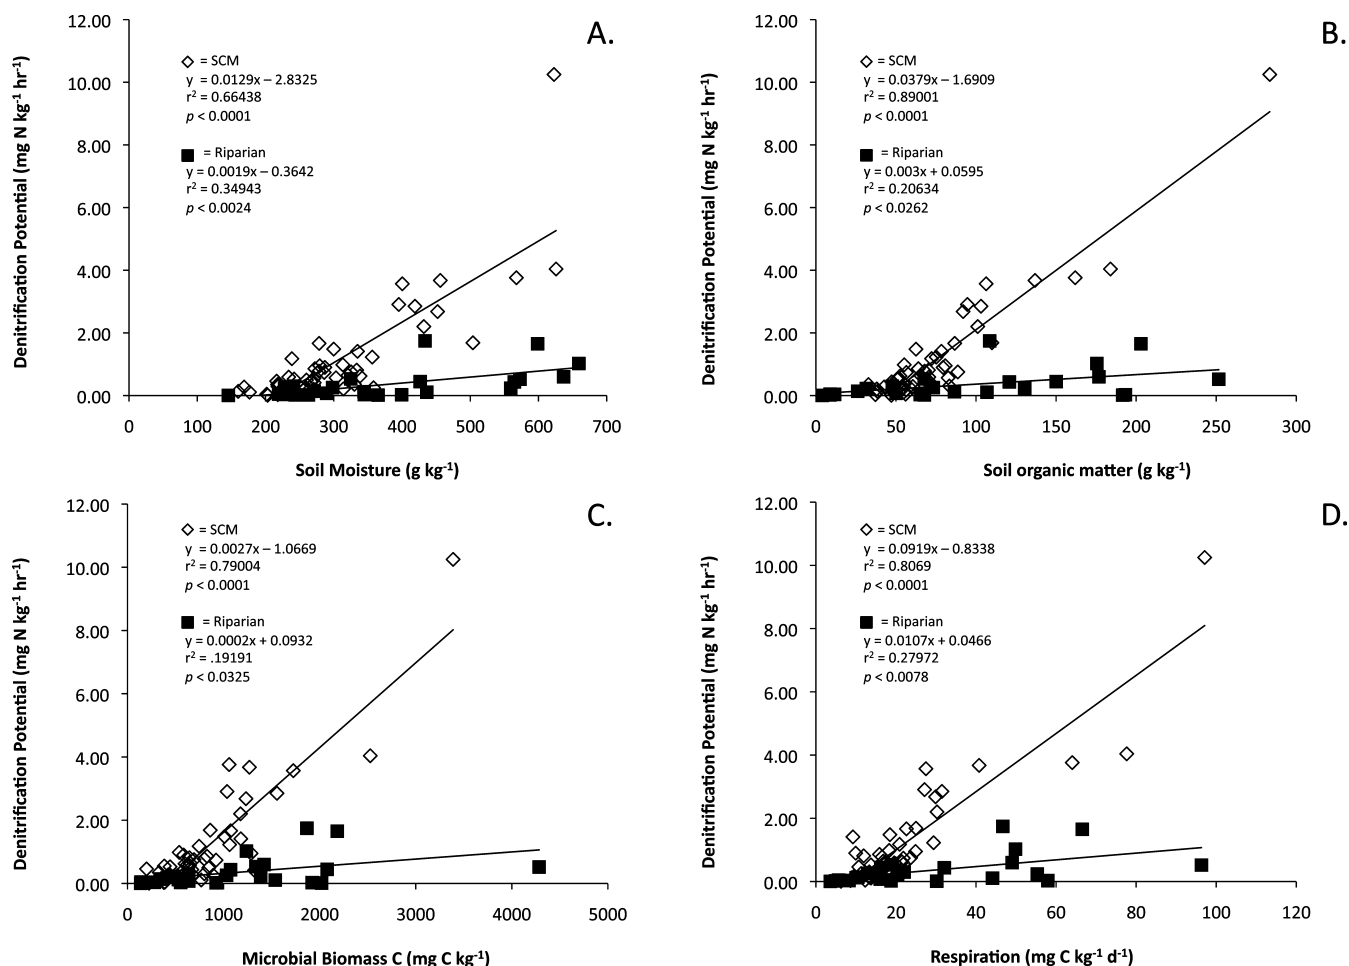 A.
Denitrification Potential (mg N kg⁻¹ hr⁻¹)
12.00
10.00
8.00
6.00
4.00
2.00
0.00
◇ = SCM
y = 0.0129x – 2.8325
r² = 0.66438
p < 0.0001
■ = Riparian
y = 0.0019x – 0.3642
r² = 0.34943
p < 0.0024
0 100 200 300 400 500 600 700
Soil Moisture (g kg⁻¹)
B.
Denitrification Potential (mg N kg⁻¹ hr⁻¹)
12.00
10.00
8.00
6.00
4.00
2.00
0.00
◇ = SCM
y = 0.0379x – 1.6909
r² = 0.89001
p < 0.0001
■ = Riparian
y = 0.003x + 0.0595
r² = 0.20634
p < 0.0262
0 50 100 150 200 250 300
Soil organic matter (g kg⁻¹)
C.
Denitrification Potential (mg N kg⁻¹ hr⁻¹)
12.00
10.00
8.00
6.00
4.00
2.00
0.00
◇ = SCM
y = 0.0027x – 1.0669
r² = 0.79004
p < 0.0001
■ = Riparian
y = 0.0002x + 0.0932
r² = .19191
p < 0.0325
0 1000 2000 3000 4000 5000
Microbial Biomass C (mg C kg⁻¹)
D.
Denitrification Potential (mg N kg⁻¹ hr⁻¹)
12.00
10.00
8.00
6.00
4.00
2.00
0.00
◇ = SCM
y = 0.0919x – 0.8338
r² = 0.8069
p < 0.0001
■ = Riparian
y = 0.0107x + 0.0466
r² = 0.27972
p < 0.0078
0 20 40 60 80 100 120
Respiration (mg C kg⁻¹ d⁻¹)